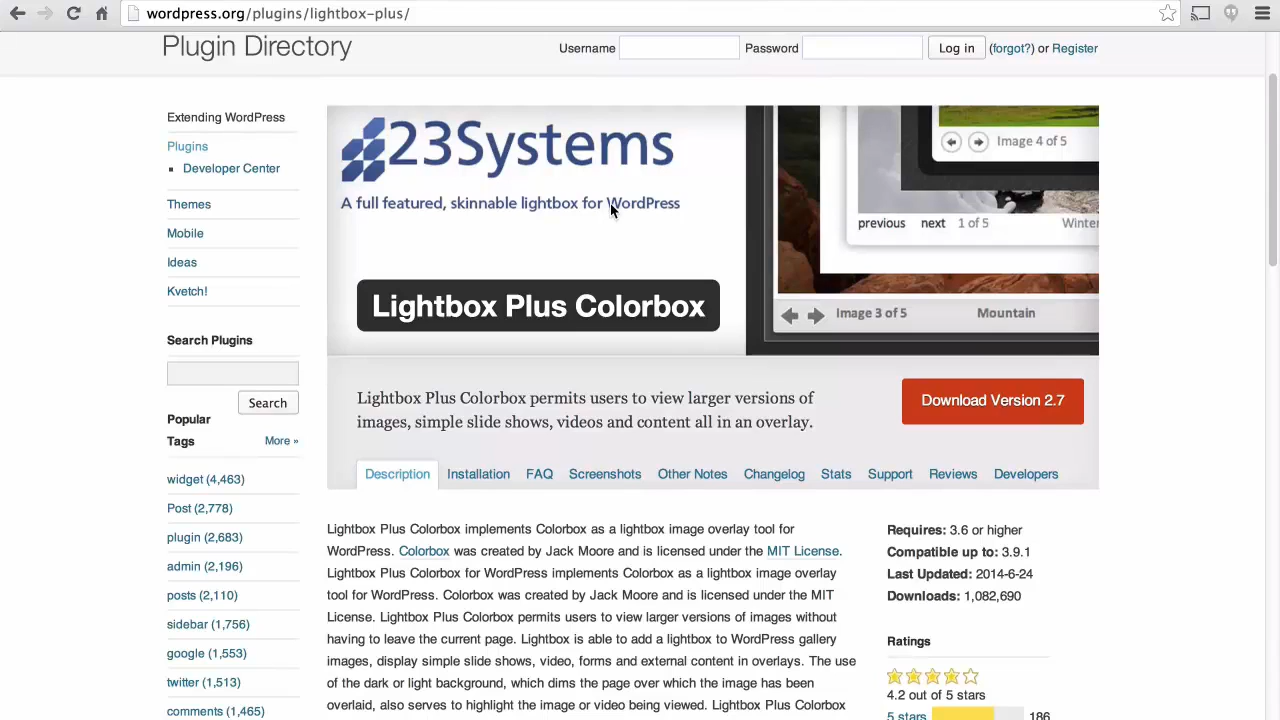 wordpress.org/plugins/lightbox-plus/
Plugin Directory
Username
Password
Log in
(forgot?) or Register
Extending WordPress
Plugins
Developer Center
Themes
Mobile
Ideas
Kvetch!
Search Plugins
Search
Popular
Tags
More »
widget (4,463)
Post (2,778)
plugin (2,683)
admin (2,196)
posts (2,110)
sidebar (1,756)
google (1,553)
twitter (1,513)
comments (1,465)
23Systems
A full featured, skinnable lightbox for WordPress
Image 4 of 5
previous next 1 of 5 Winter
Image 3 of 5 Mountain
Lightbox Plus Colorbox
Lightbox Plus Colorbox permits users to view larger versions of
images, simple slide shows, videos and content all in an overlay.
Download Version 2.7
Description Installation FAQ Screenshots Other Notes Changelog Stats Support Reviews Developers
Lightbox Plus Colorbox implements Colorbox as a lightbox image overlay tool for
WordPress. Colorbox was created by Jack Moore and is licensed under the MIT License.
Lightbox Plus Colorbox for WordPress implements Colorbox as a lightbox image overlay
tool for WordPress. Colorbox was created by Jack Moore and is licensed under the MIT
License. Lightbox Plus Colorbox permits users to view larger versions of images without
having to leave the current page. Lightbox is able to add a lightbox to WordPress gallery
images, display simple slide shows, video, forms and external content in overlays. The use
of the dark or light background, which dims the page over which the image has been
overlaid, also serves to highlight the image or video being viewed. Lightbox Plus Colorbox
Requires: 3.6 or higher
Compatible up to: 3.9.1
Last Updated: 2014-6-24
Downloads: 1,082,690
Ratings
4.2 out of 5 stars
5 stars 186